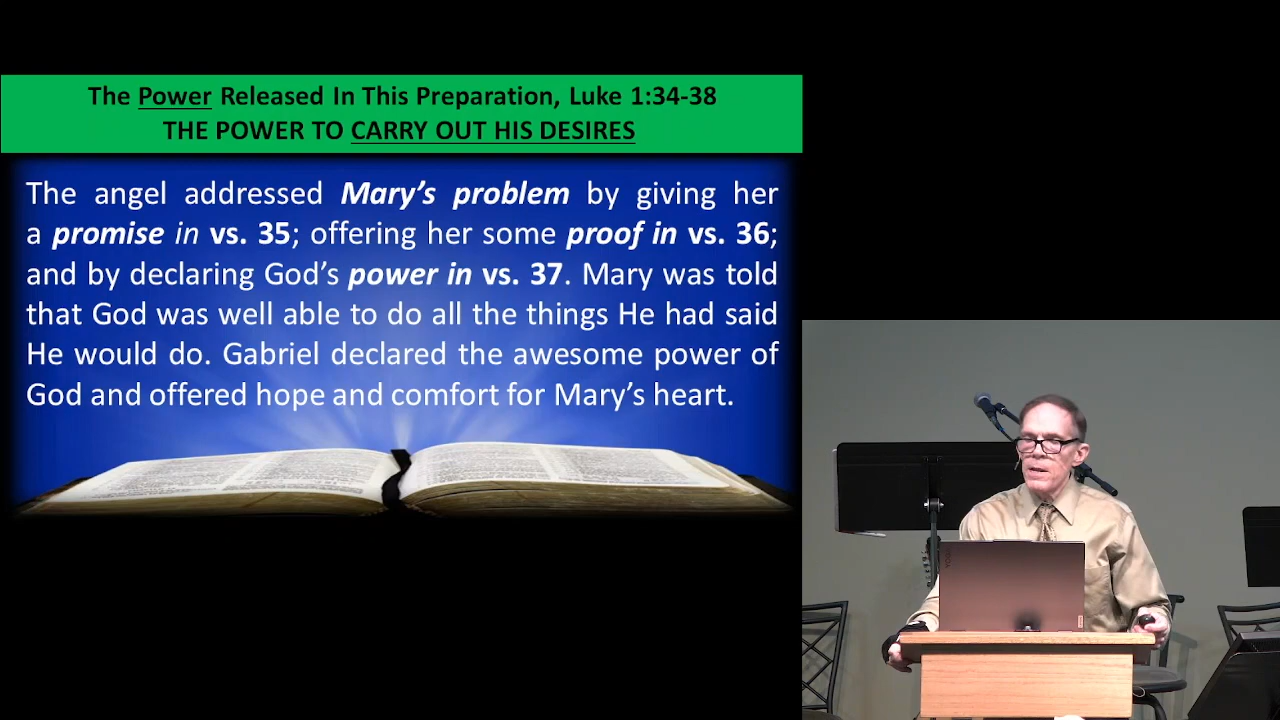 The Power Released In This Preparation, Luke 1:34-38
THE POWER TO CARRY OUT HIS DESIRES
The angel addressed Mary’s problem by giving her
a promise in vs. 35; offering her some proof in vs. 36;
and by declaring God’s power in vs. 37. Mary was told
that God was well able to do all the things He had said
He would do. Gabriel declared the awesome power of
God and offered hope and comfort for Mary’s heart.